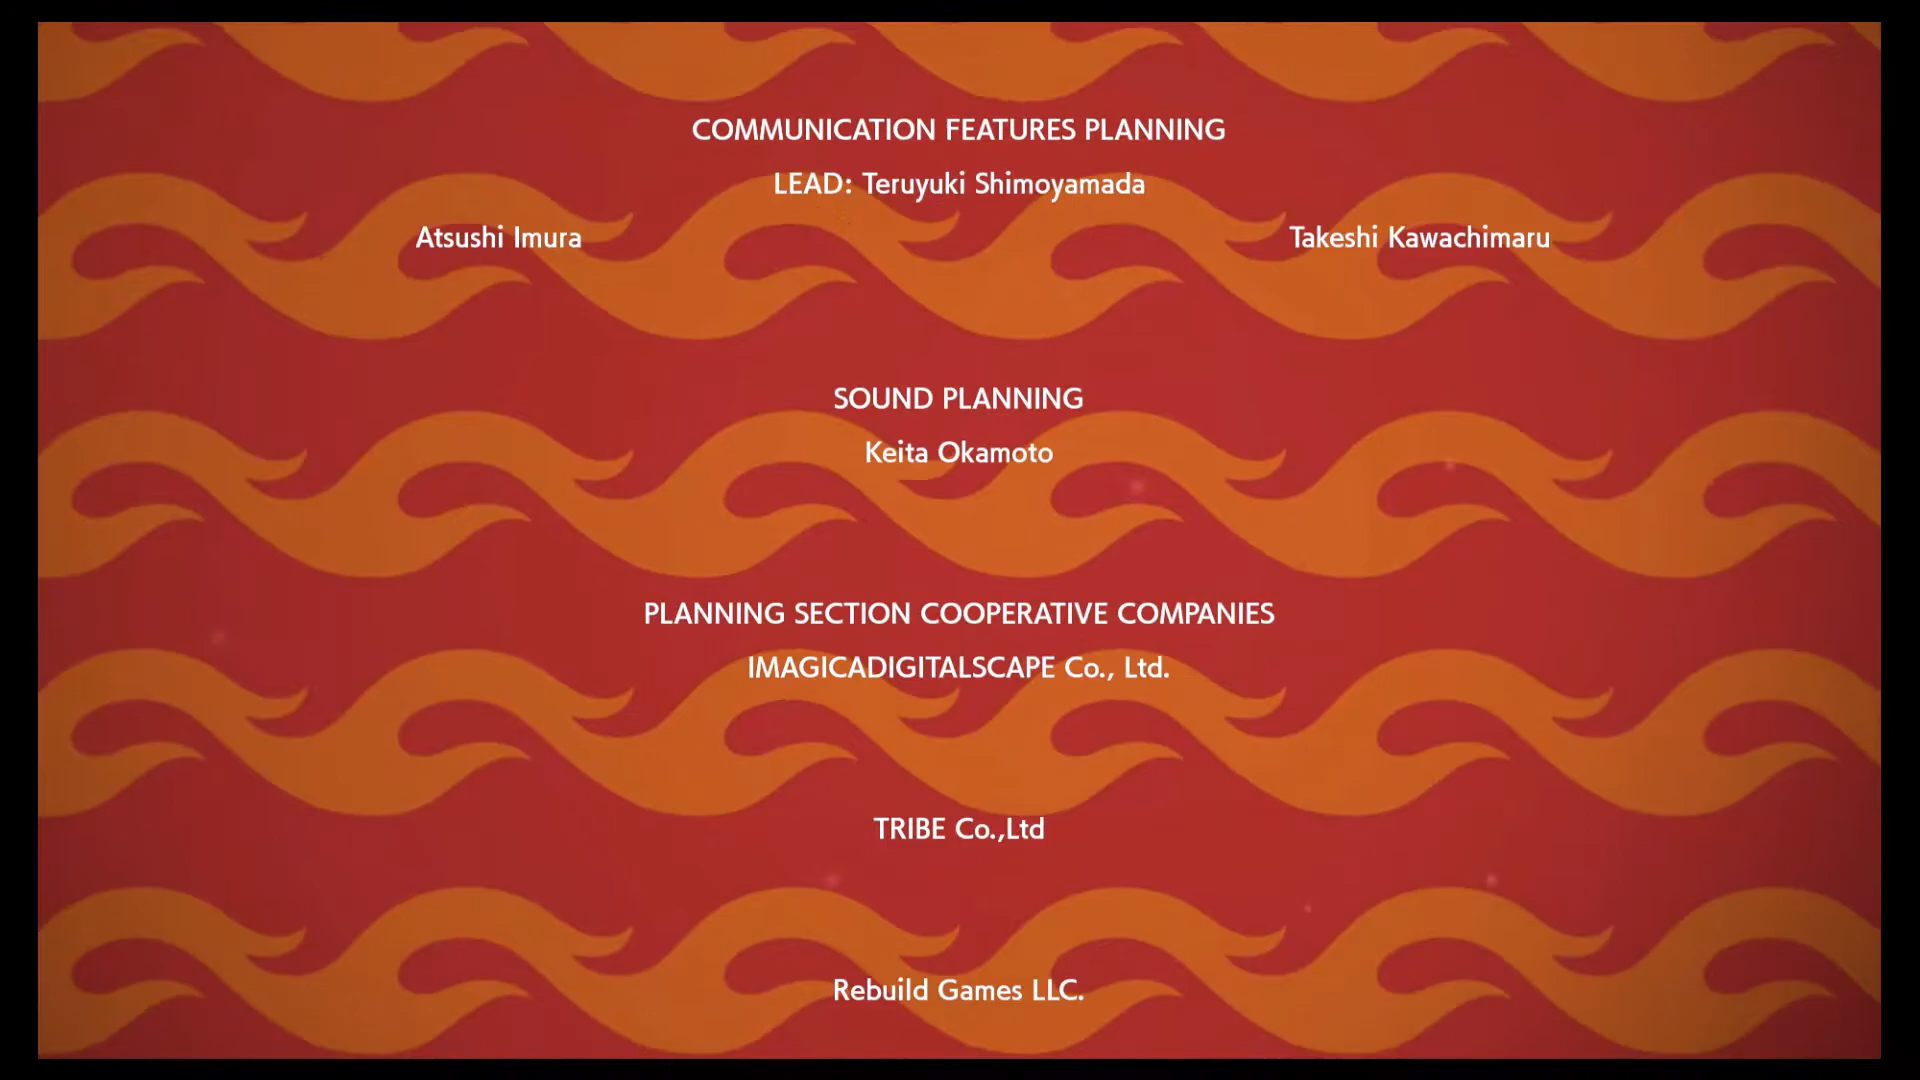 COMMUNICATION FEATURES PLANNING
LEAD: Teruyuki Shimoyamada
Atsushi Imura Takeshi Kawachimaru
SOUND PLANNING
Keita Okamoto
PLANNING SECTION COOPERATIVE COMPANIES
IMAGICADIGITALSCAPE Co., Ltd.
TRIBE Co.,Ltd
Rebuild Games LLC.